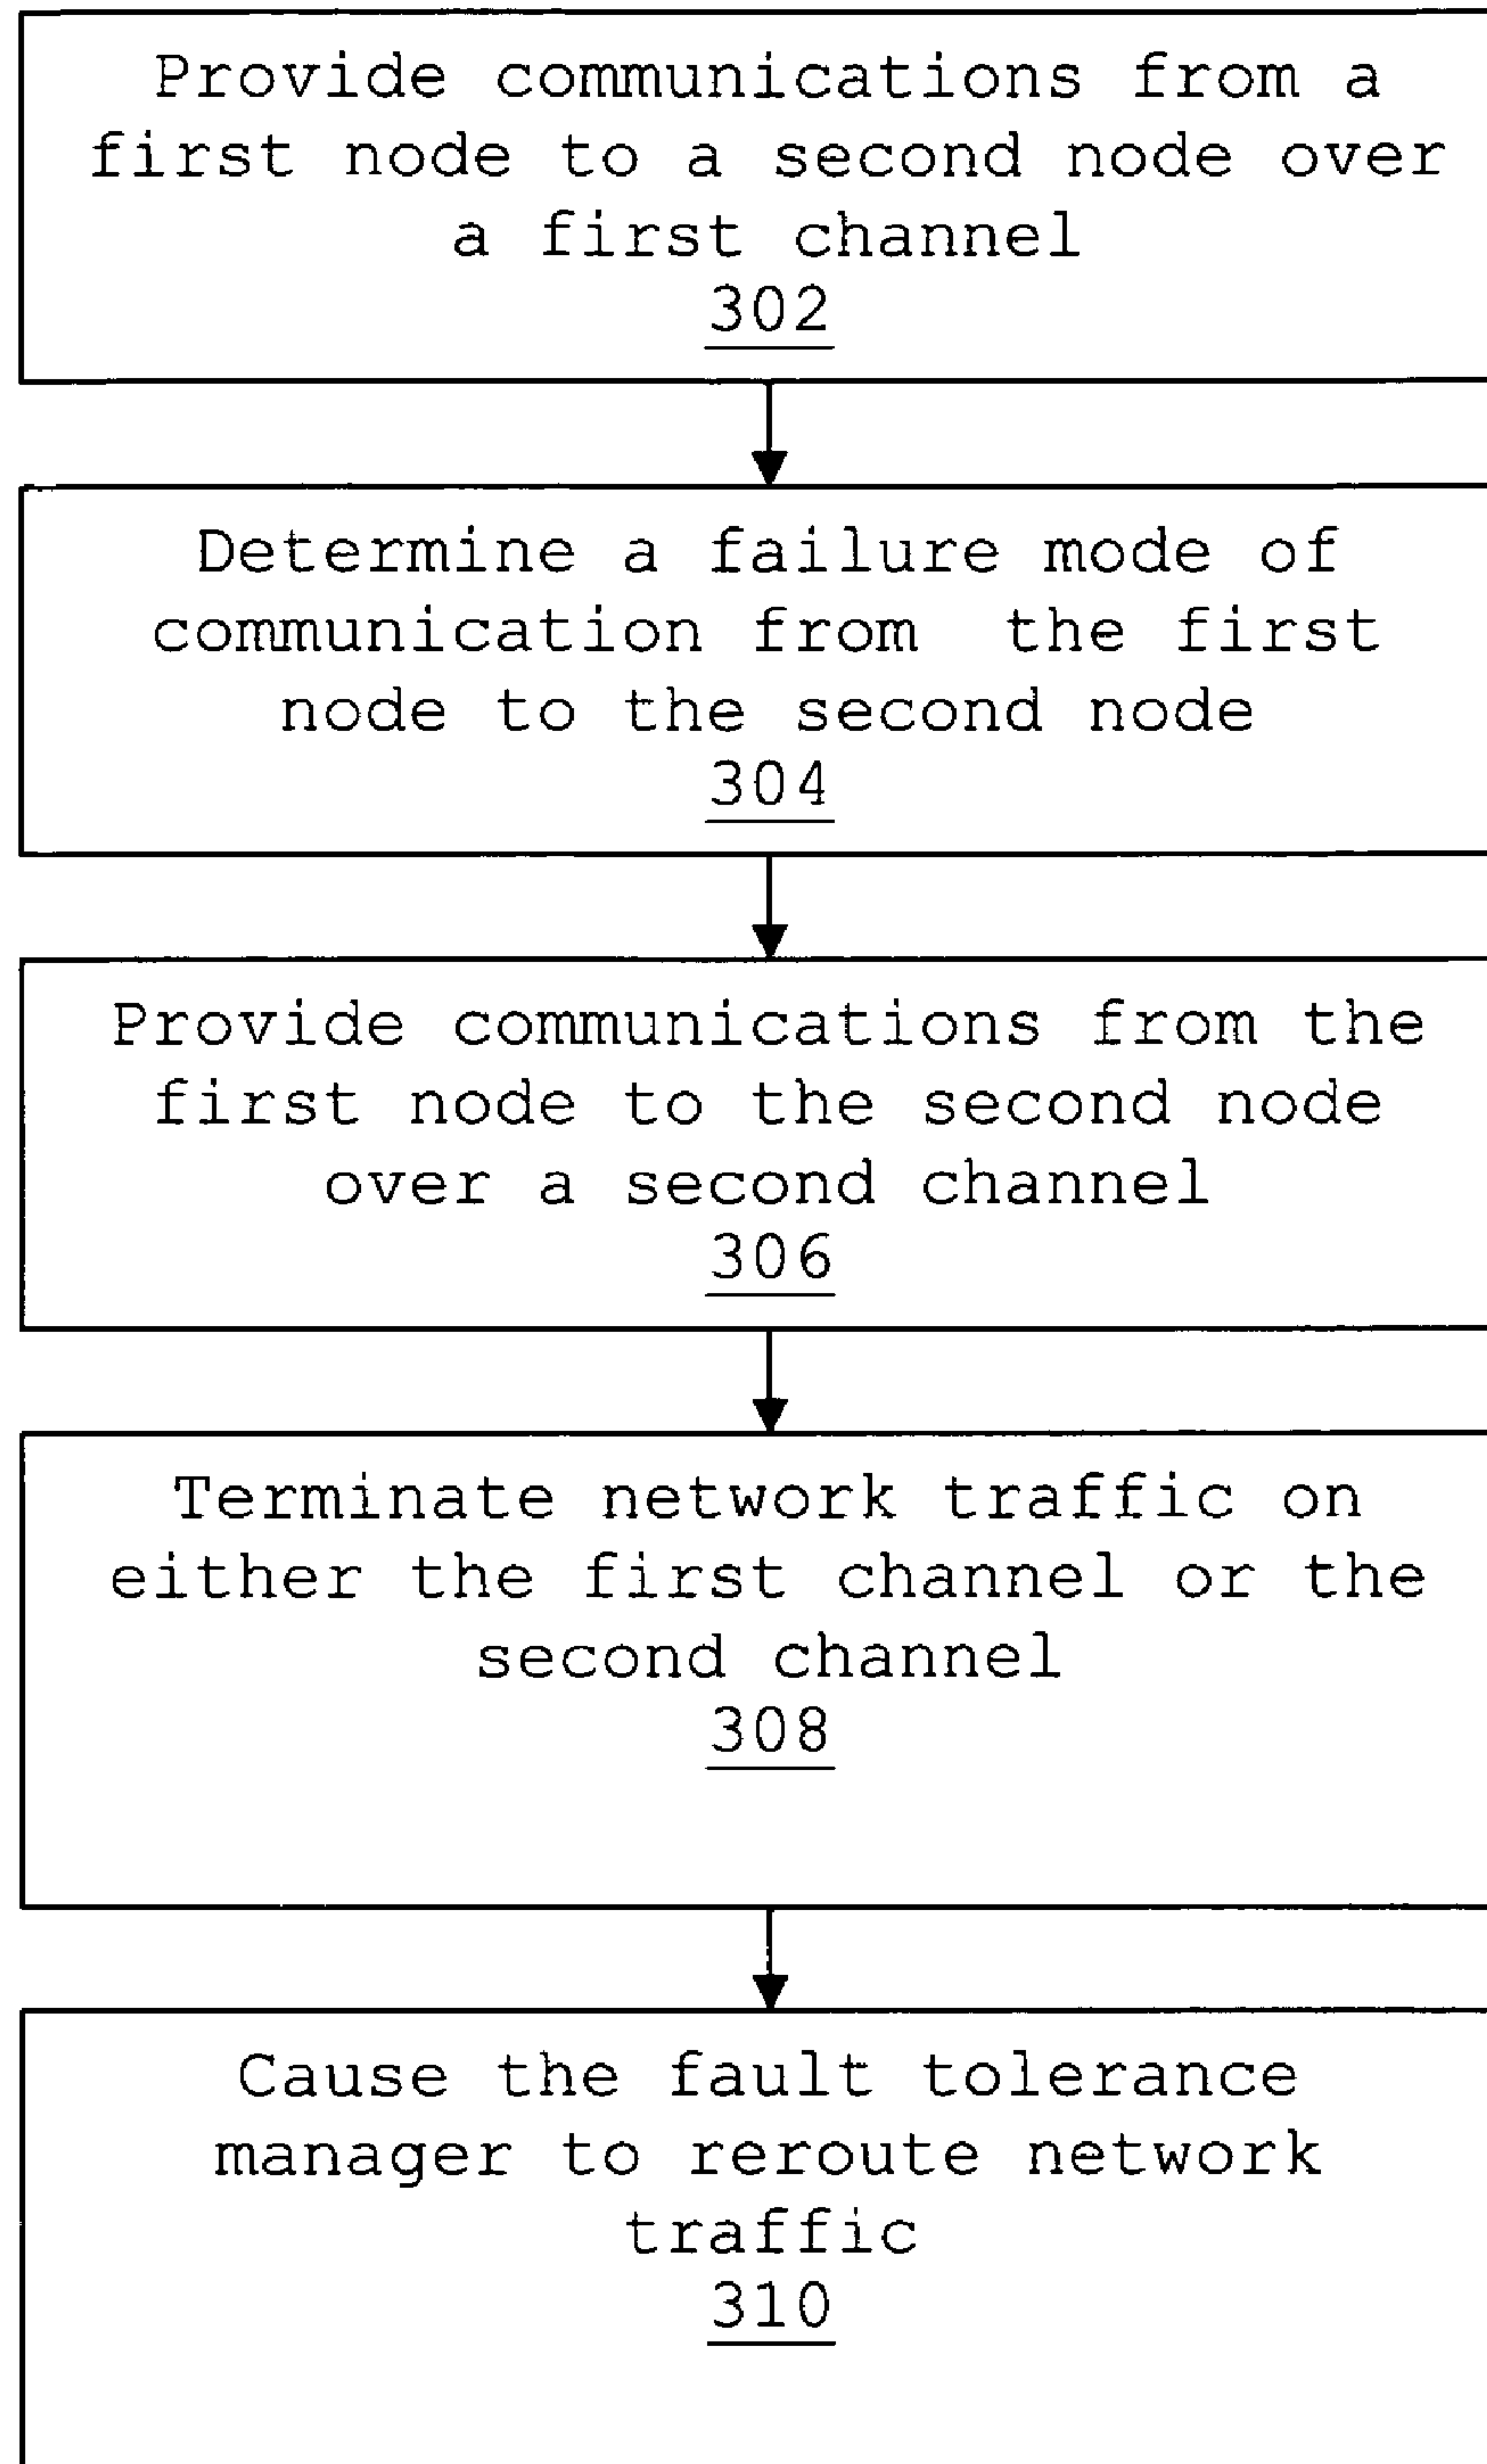 Provide communications from a
first node to a second node over
a first channel
302
Determine a failure mode of
communication from the first
node to the second node
304
Provide communications from the
first node to the second node
over a second channel
306
Terminate network traffic on
either the first channel or the
second channel
308
Cause the fault tolerance
manager to reroute network
traffic
310